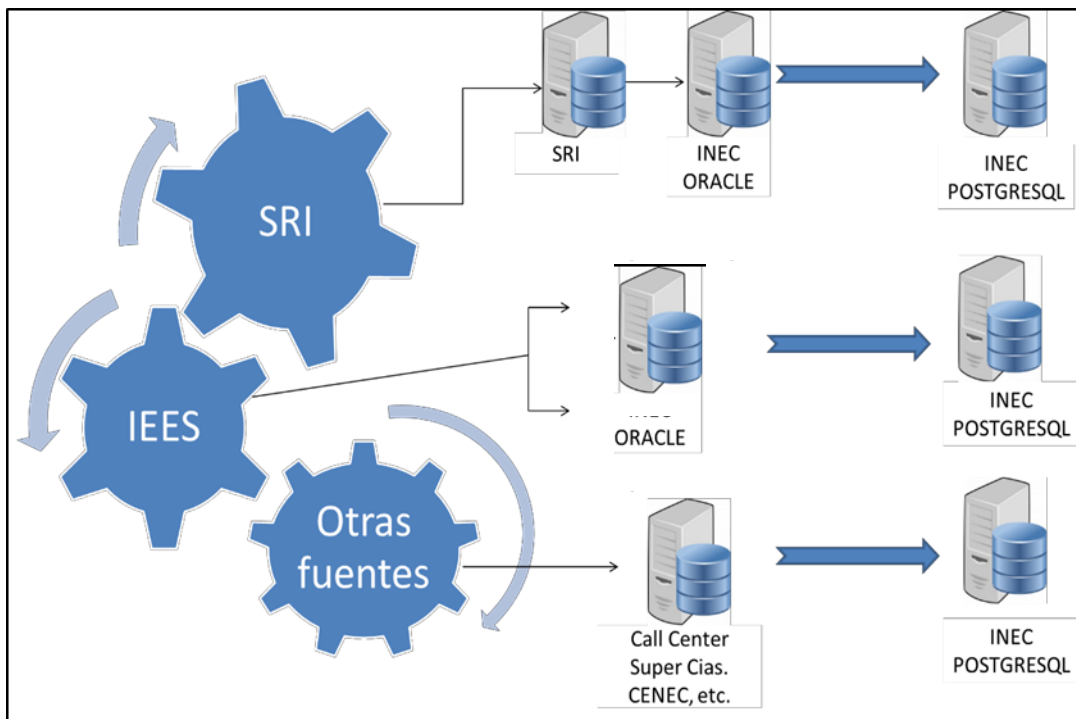 SRI
IEES
Otras
fuentes
SRI
INEC
ORACLE
INEC
POSTGRESQL
ORACLE
INEC
POSTGRESQL
Call Center
Super Cias.
CENEC, etc.
INEC
POSTGRESQL